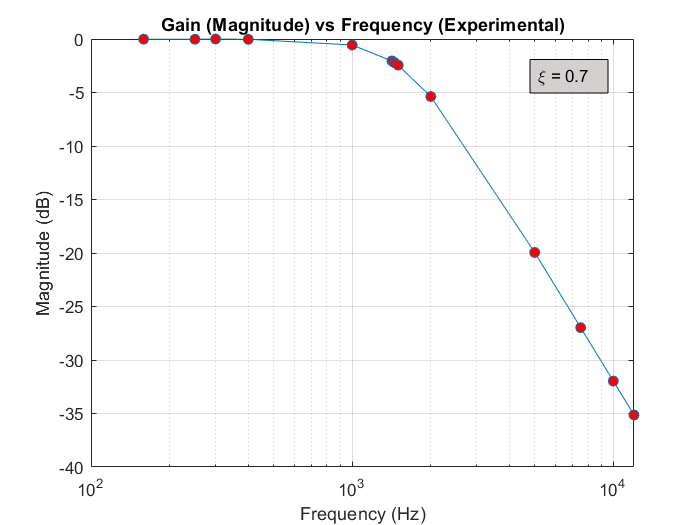 Gain (Magnitude) vs Frequency (Experimental)
ξ = 0.7
0
-5
-10
-15
-20
-25
-30
-35
-40
Magnitude (dB)
10² 10³ 10⁴
Frequency (Hz)